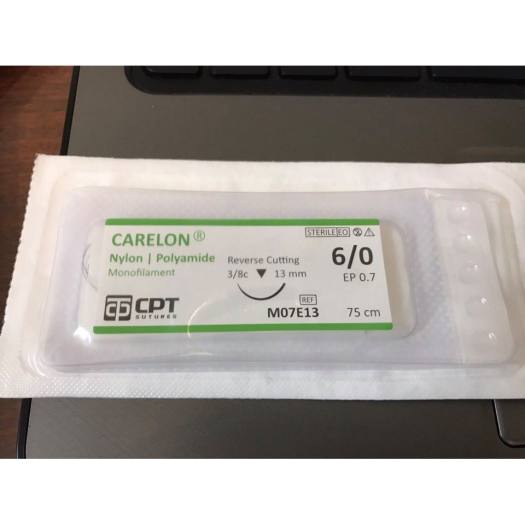 CARELON®
Nylon | Polyamide
Monofilament
CPT
SUTURES
Reverse Cutting
3/8c ▼ 13 mm
REF
M07E13
STERILE EO
6/0
EP 0.7
75 cm